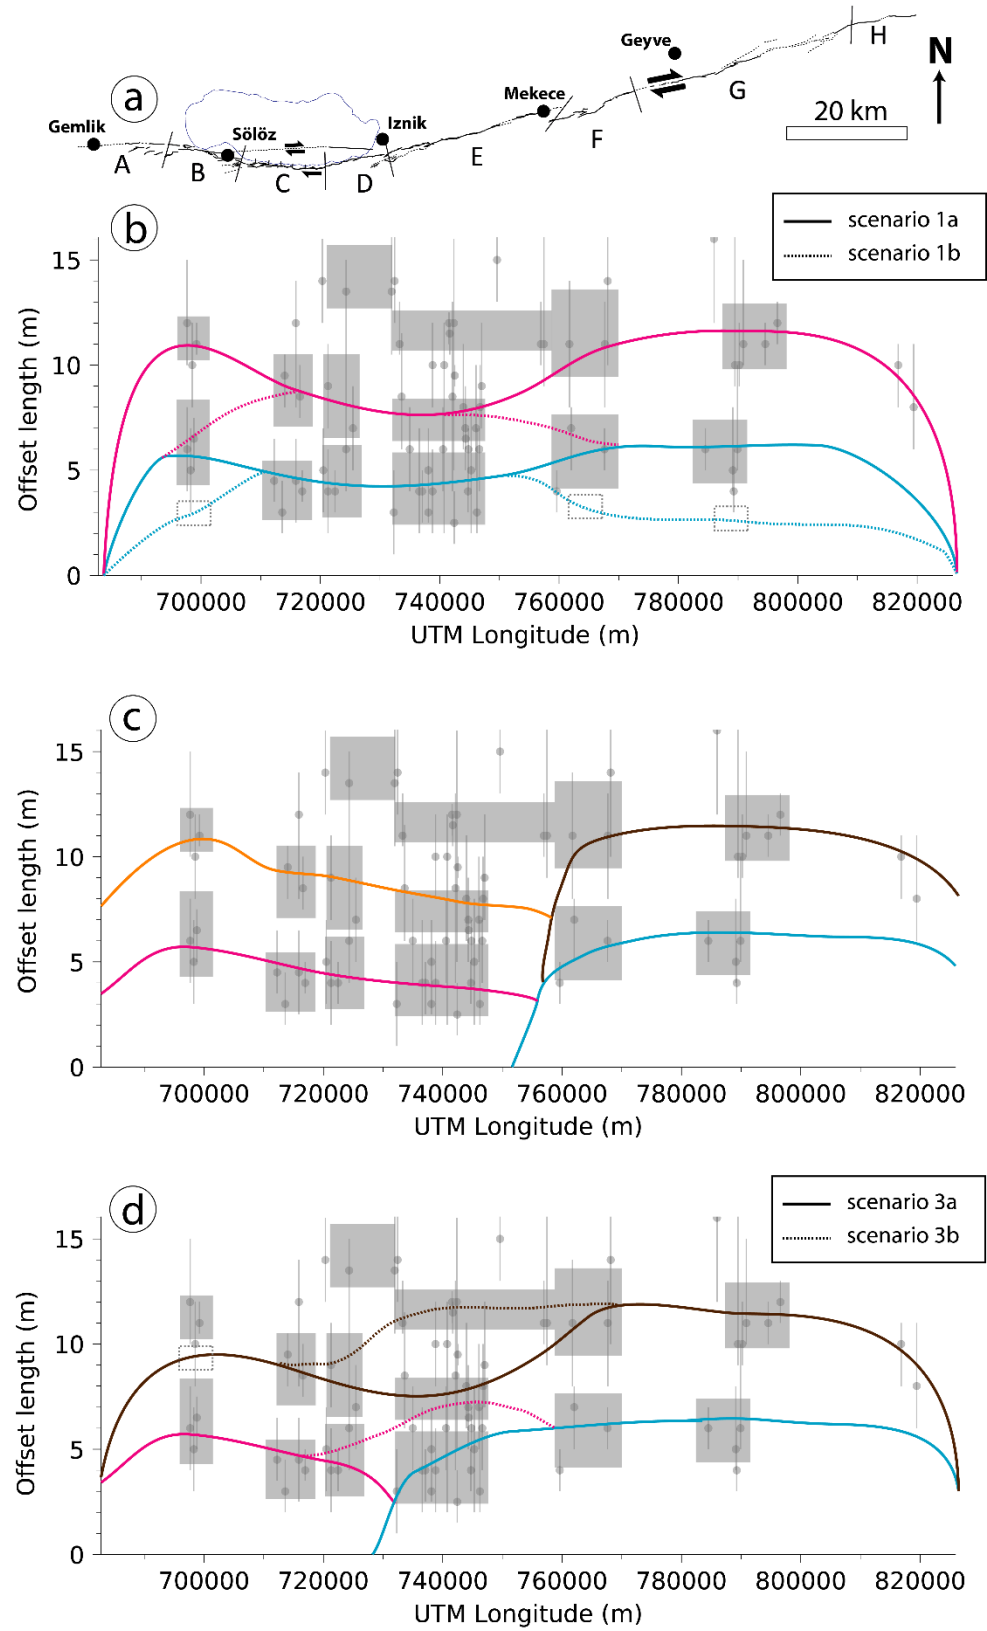 a
Gemlik
A
B
Sölöz
C
D
Iznik
E
Mekece
F
Geyve
G
H
N
20 km
b
scenario 1a
scenario 1b
Offset length (m)
15
10
5
0
700000 720000 740000 760000 780000 800000 820000
UTM Longitude (m)
c
Offset length (m)
15
10
5
0
700000 720000 740000 760000 780000 800000 820000
UTM Longitude (m)
d
scenario 3a
scenario 3b
Offset length (m)
15
10
5
0
700000 720000 740000 760000 780000 800000 820000
UTM Longitude (m)